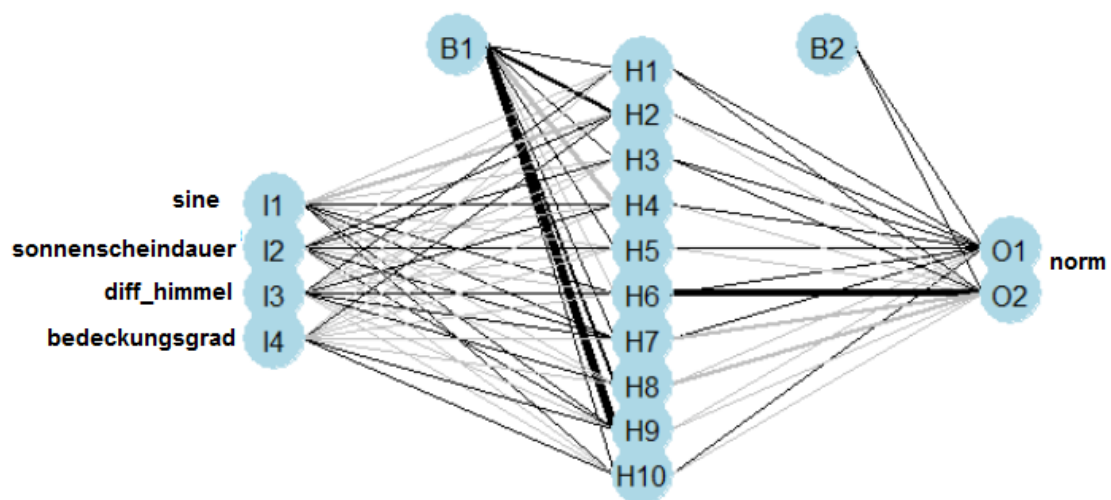 B1
B2
H1
H2
H3
H4
H5
H6
H7
H8
H9
H10
sine I1
sonnenscheindauer I2
diff_himmel I3
bedeckungsgrad I4
O1
O2
norm